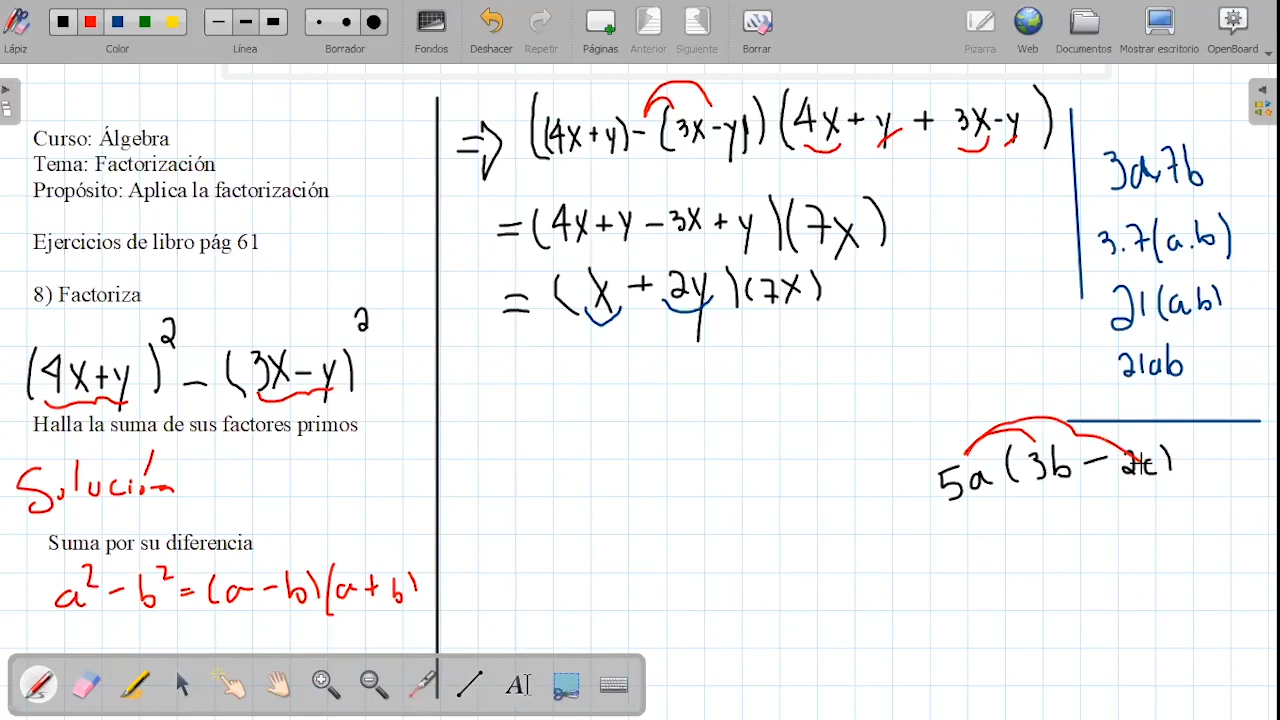 Lápiz Color Línea Borrador Fondos Deshacer Repetir Páginas Anterior Siguiente Borrar Pizarra Web Documentos Mostrar escritorio OpenBoard
Curso: Álgebra
Tema: Factorización
Propósito: Aplica la factorización
Ejercicios de libro pág 61
8) Factoriza
(4x+y)² − (3x−y)²
Halla la suma de sus factores primos
Solución
Suma por su diferencia
a² − b² = (a − b)(a + b)
⇒ ((4x+y) − (3x−y))(4x + y + 3x − y)
= (4x + y − 3x + y)(7x)
= (x + 2y)(7x)
3a.7b
3.7(a.b)
21(ab)
21ab
5a(3b −
AI